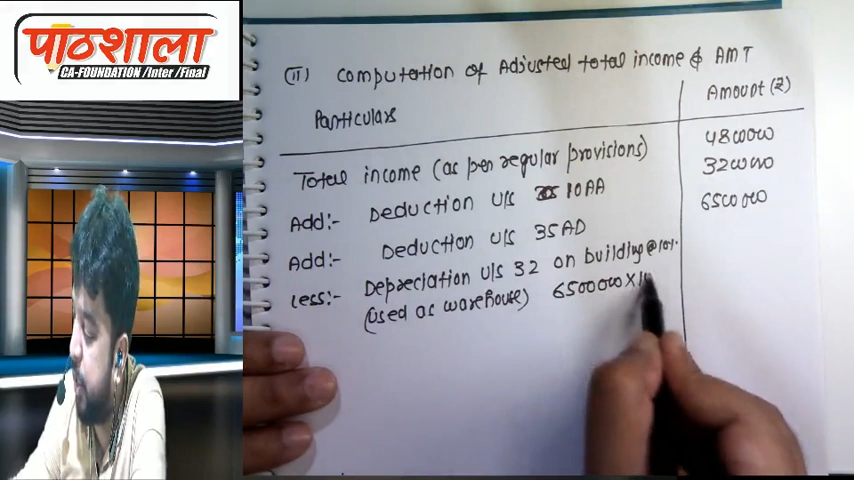 पाठशाला
CA-FOUNDATION /Inter /Final
(II) Computation of Adjusted total income & AMT
Particulars
Amount (₹)
Total income (as per regular provisions)
4800000
Add:- Deduction u/s 10AA
3200000
Add:- Deduction u/s 35AD
6500000
Less:- Depreciation u/s 32 on building @ 10%.
(used as warehouse) 6500000 X 1